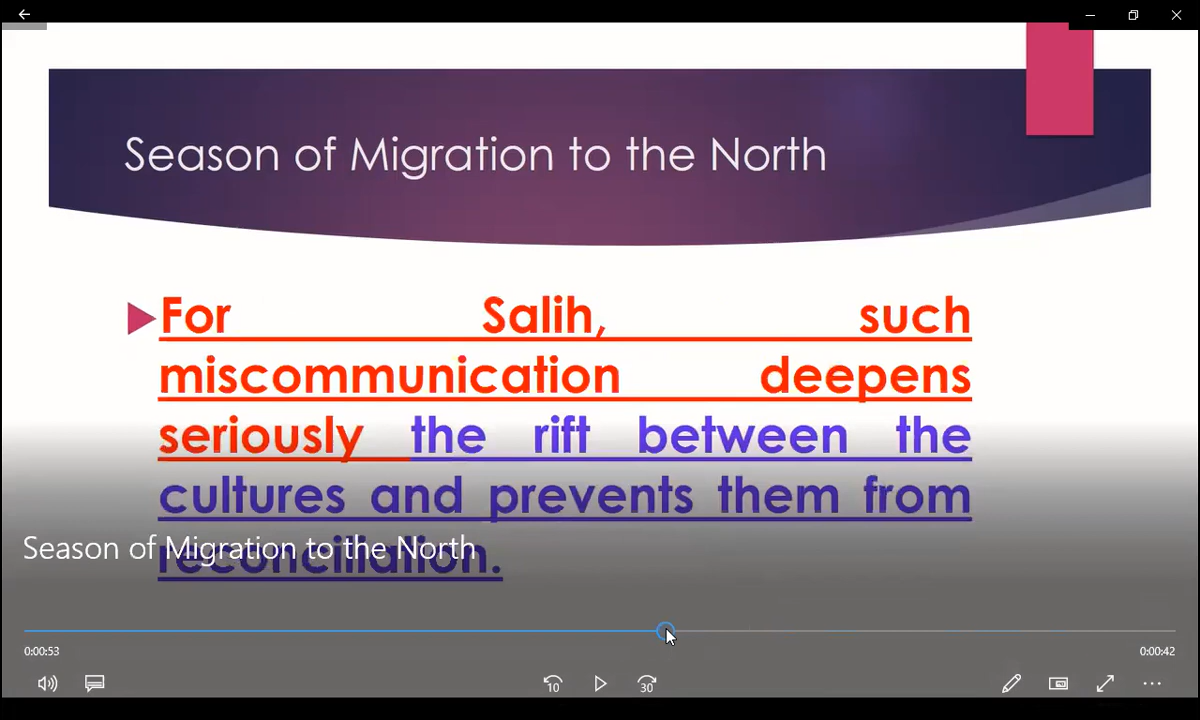 Season of Migration to the North
For Salih, such
miscommunication deepens
seriously the rift between the
cultures and prevents them from
reconciliation.
Season of Migration to the North
0:00:53
0:00:42
10
30